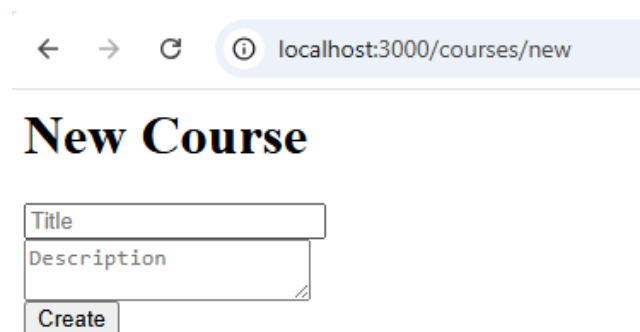 localhost:3000/courses/new
New Course
Title
Description
Create